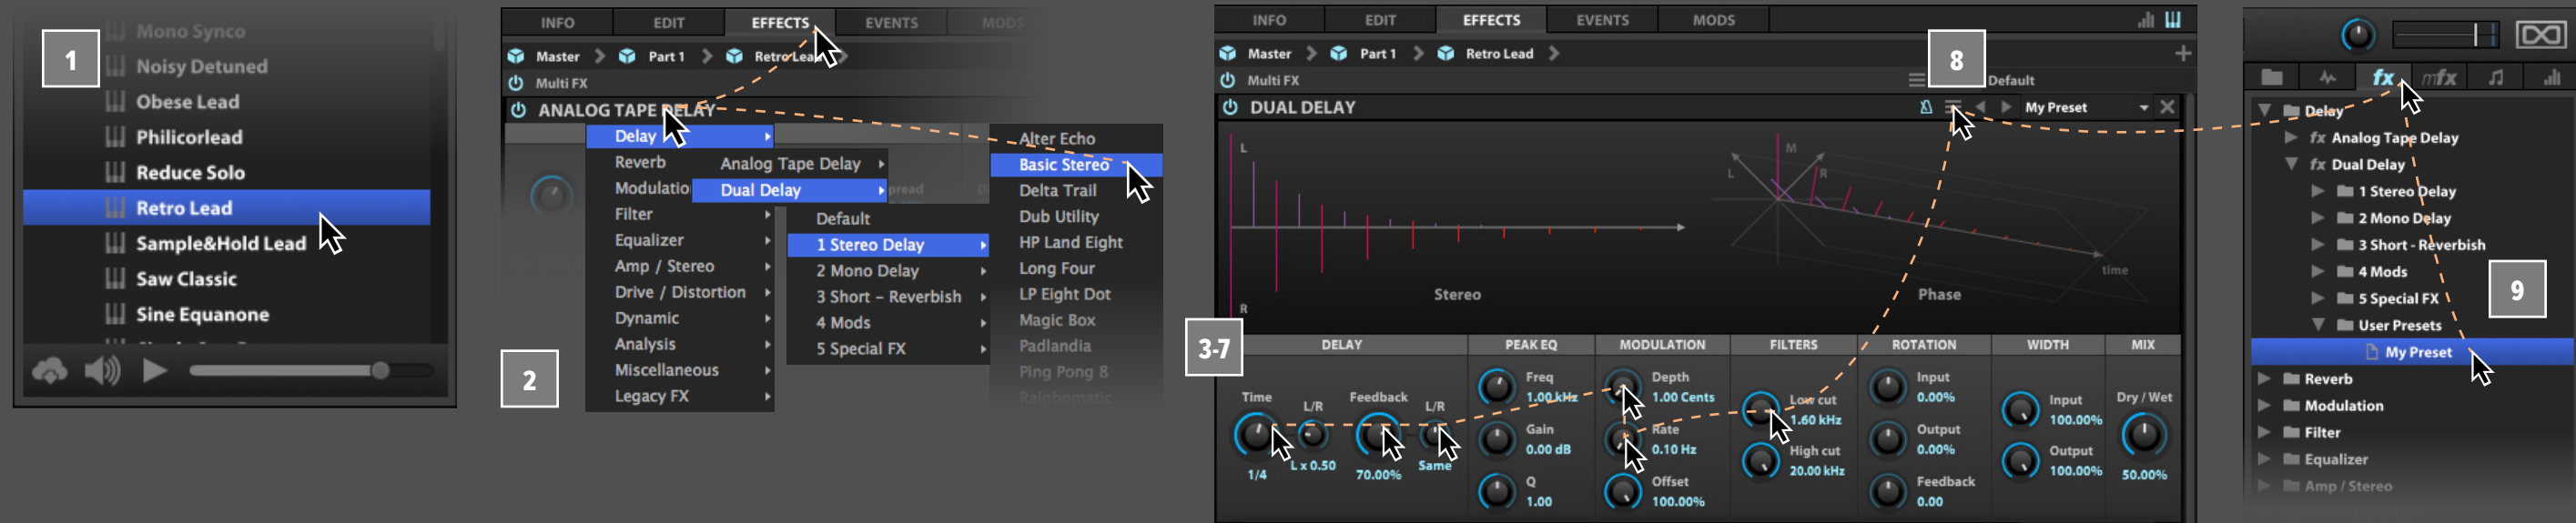 1
Mono Synco
Noisy Detuned
Obese Lead
Philicorlead
Reduce Solo
Retro Lead
Sample&Hold Lead
Saw Classic
Sine Equanone
2
INFO EDIT EFFECTS EVENTS MODS
Master Part 1 Retro Lead
Multi FX
ANALOG TAPE DELAY
Delay
Reverb
Modulatio
Filter
Equalizer
Amp / Stereo
Drive / Distortion
Dynamic
Analysis
Miscellaneous
Legacy FX
Analog Tape Delay
Dual Delay
pread
Default
1 Stereo Delay
2 Mono Delay
3 Short - Reverbish
4 Mods
5 Special FX
Alter Echo
Basic Stereo
Delta Trail
Dub Utility
HP Land Eight
Long Four
LP Eight Dot
Magic Box
Padlandia
Ping Pong 8
Rainbomatic
3-7
INFO EDIT EFFECTS EVENTS MODS
Master Part 1 Retro Lead
8
Multi FX Default
DUAL DELAY My Preset
L
R
Stereo
M
L R
time
Phase
DELAY PEAK EQ MODULATION FILTERS ROTATION WIDTH MIX
Time L/R Feedback L/R
1/4 L x 0.50 70.00% Same
Freq
1.00 kHz
Gain
0.00 dB
Q
1.00
Depth
1.00 Cents
Rate
0.10 Hz
Offset
100.00%
Low cut
1.60 kHz
High cut
20.00 kHz
Input
0.00%
Output
0.00%
Feedback
0.00
Input
100.00%
Output
100.00%
Dry / Wet
50.00%
fx mfx
Delay
fx Analog Tape Delay
fx Dual Delay
1 Stereo Delay
2 Mono Delay
3 Short - Reverbish
4 Mods
5 Special FX
User Presets
My Preset
Reverb
Modulation
Filter
Equalizer
Amp / Stereo
9